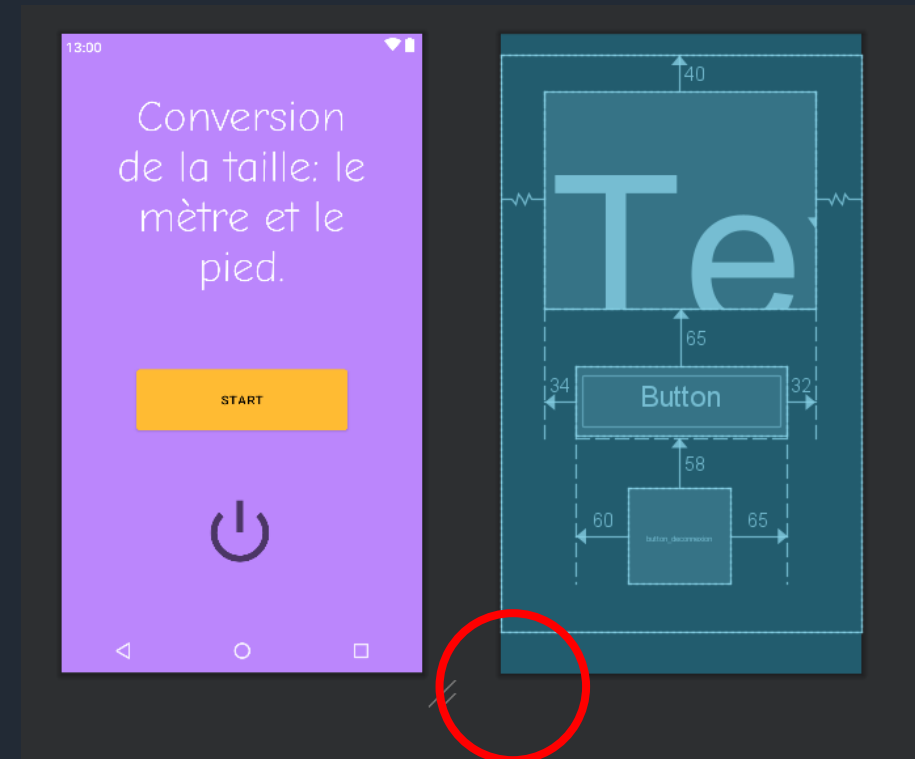 13:00
Conversion
de la taille: le
mètre et le
pied.
START
40
Te
65
34
Button
32
58
60
button_deconnexion
65